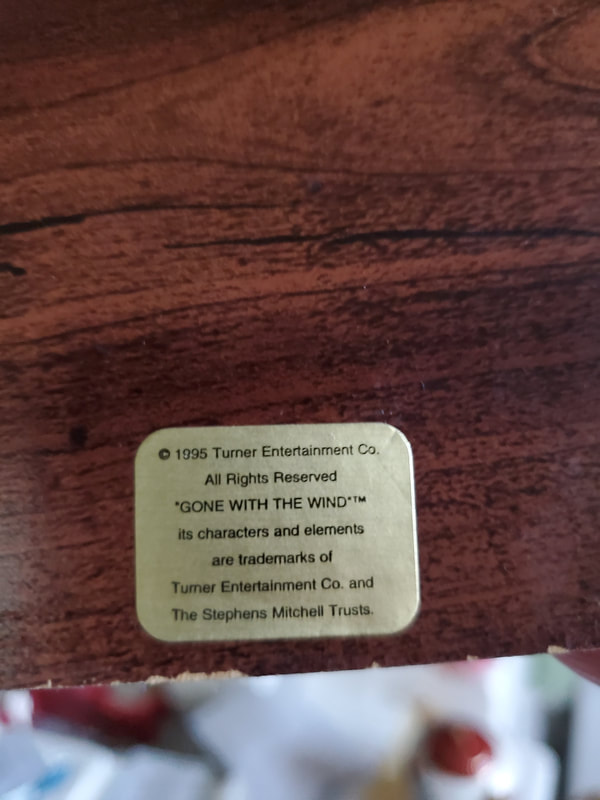 © 1995 Turner Entertainment Co.
All Rights Reserved
"GONE WITH THE WIND"™
its characters and elements
are trademarks of
Turner Entertainment Co. and
The Stephens Mitchell Trusts.